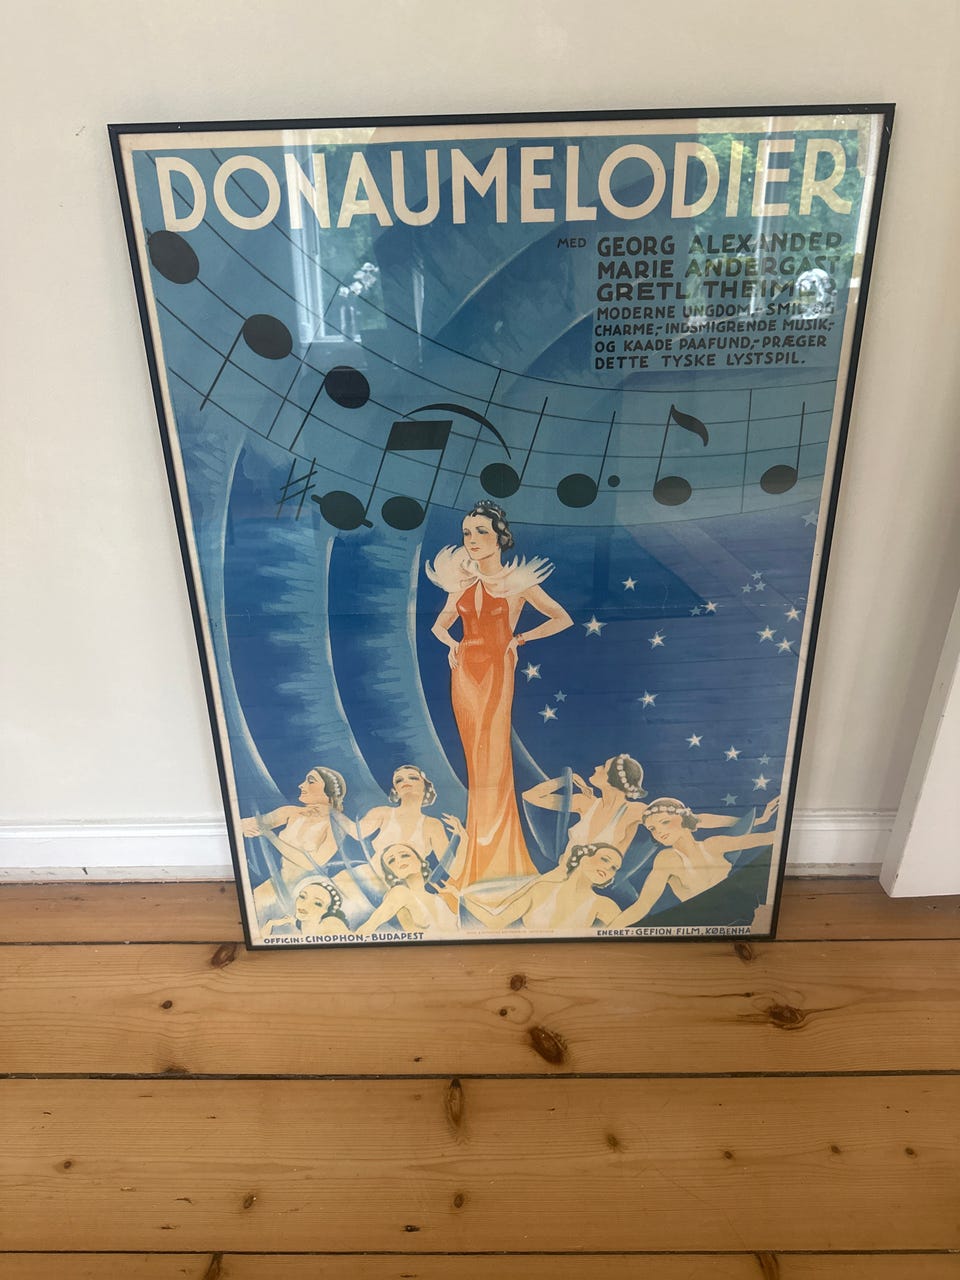 DONAUMELODIER
MED GEORG ALEXANDER
MARIE ANDERGAST
GRETL THEIMER
MODERNE UNGDOM,- SMIL OG
CHARME,- INDSMIGRENDE MUSIK,-
OG KAADE PAAFUND,- PRÆGER
DETTE TYSKE LYSTSPIL.
OFFICIN: CINOPHON,- BUDAPEST
ENERET: GEFION FILM, KØBENHA